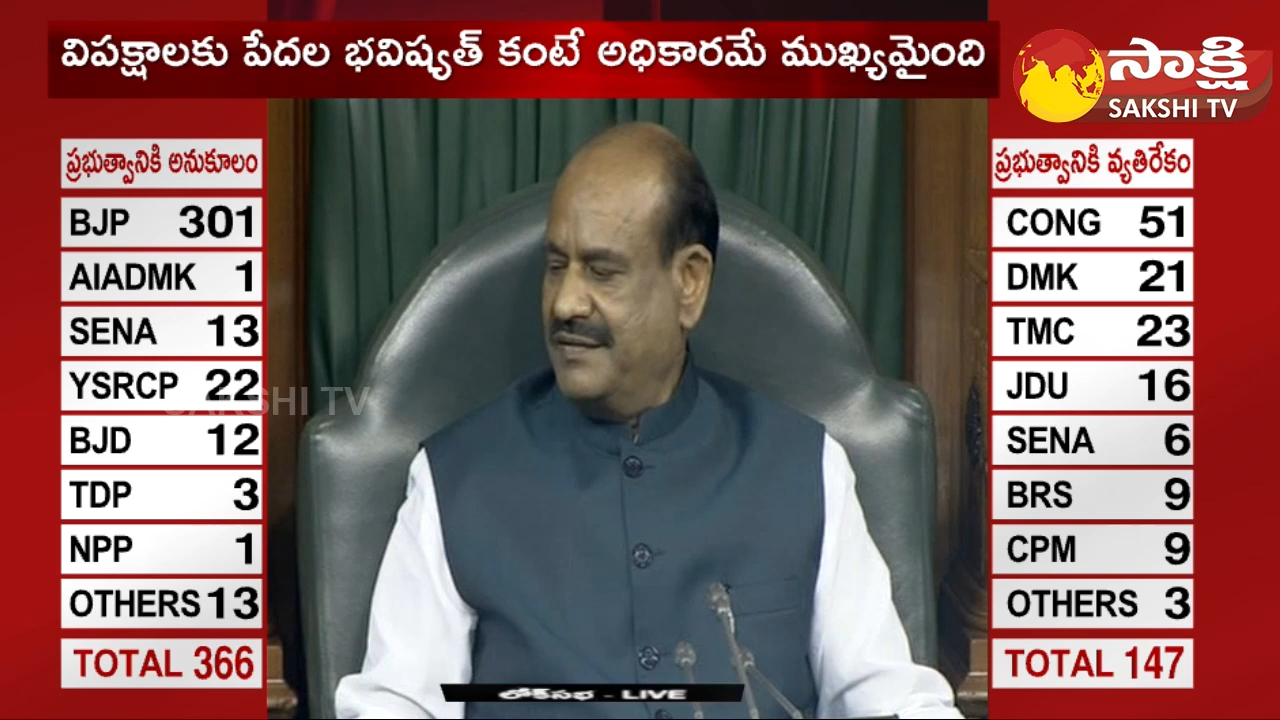 విపక్షాలకు పేదల భవిష్యత్ కంటే అధికారమే ముఖ్యమైంది
సాక్షి
SAKSHI TV
ప్రభుత్వానికి అనుకూలం
BJP 301
AIADMK 1
SENA 13
YSRCP 22
BJD 12
TDP 3
NPP 1
OTHERS 13
TOTAL 366
ప్రభుత్వానికి వ్యతిరేకం
CONG 51
DMK 21
TMC 23
JDU 16
SENA 6
BRS 9
CPM 9
OTHERS 3
TOTAL 147
SAKSHI TV
లోక్‌సభ - LIVE